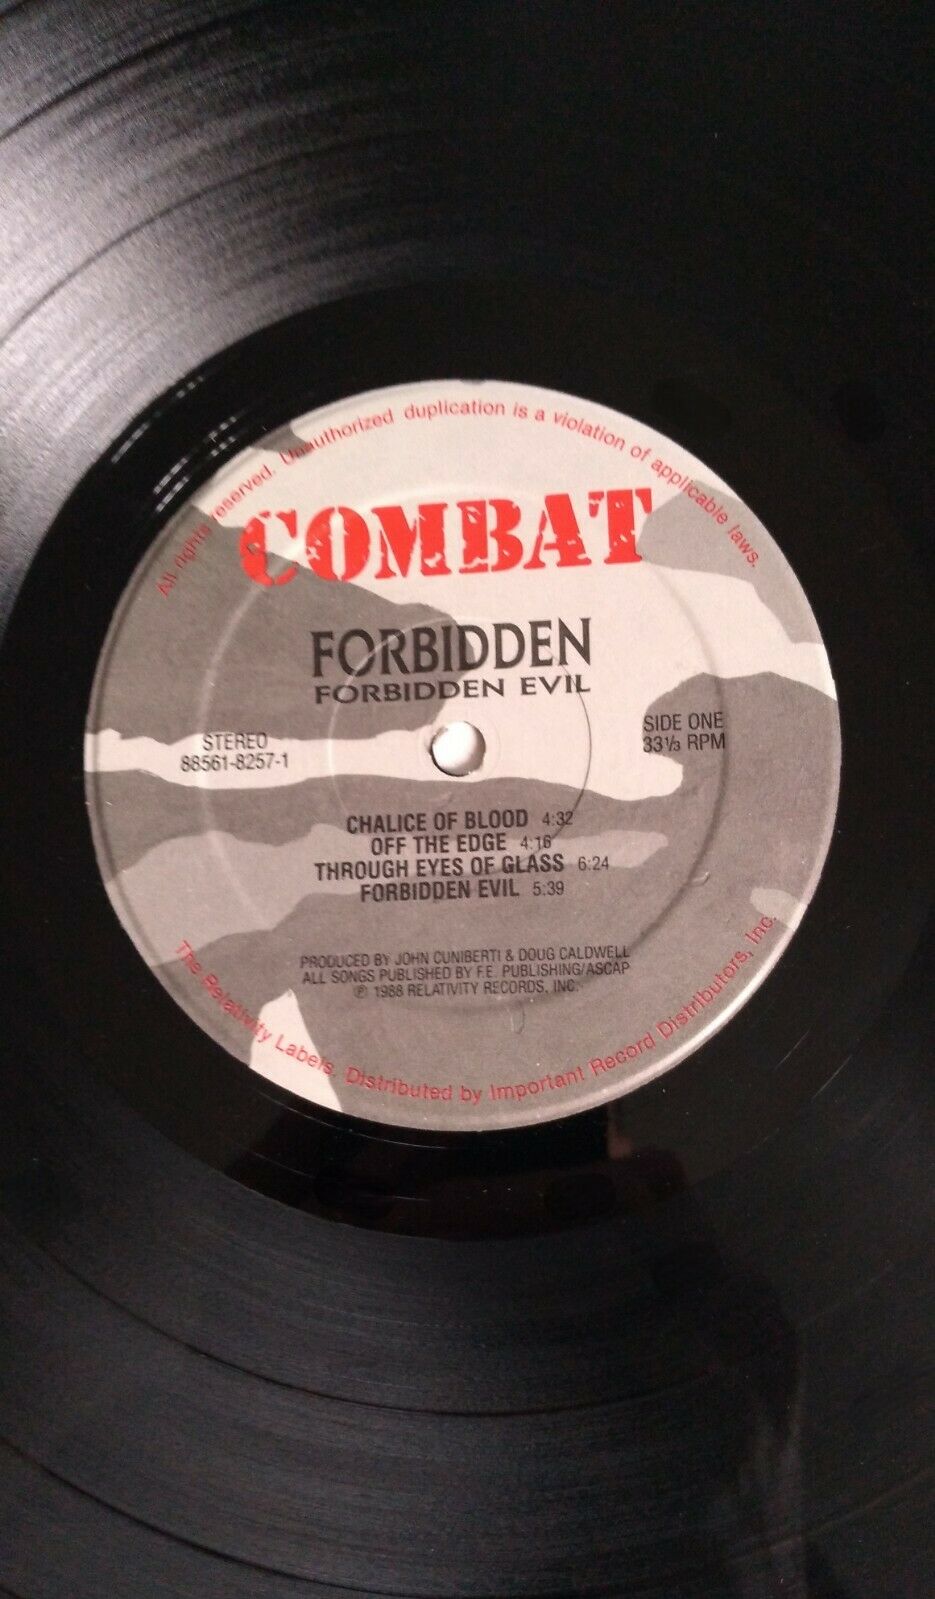 All rights reserved. Unauthorized duplication is a violation of applicable laws.
COMBAT
FORBIDDEN
FORBIDDEN EVIL
STEREO
88561-8257-1
SIDE ONE
33⅓ RPM
CHALICE OF BLOOD 4:32
OFF THE EDGE 4:16
THROUGH EYES OF GLASS 6:24
FORBIDDEN EVIL 5:39
PRODUCED BY JOHN CUNIBERTI & DOUG CALDWELL
ALL SONGS PUBLISHED BY F.E. PUBLISHING/ASCAP
℗ 1988 RELATIVITY RECORDS, INC.
The Relativity Labels. Distributed by Important Record Distributors, Inc.